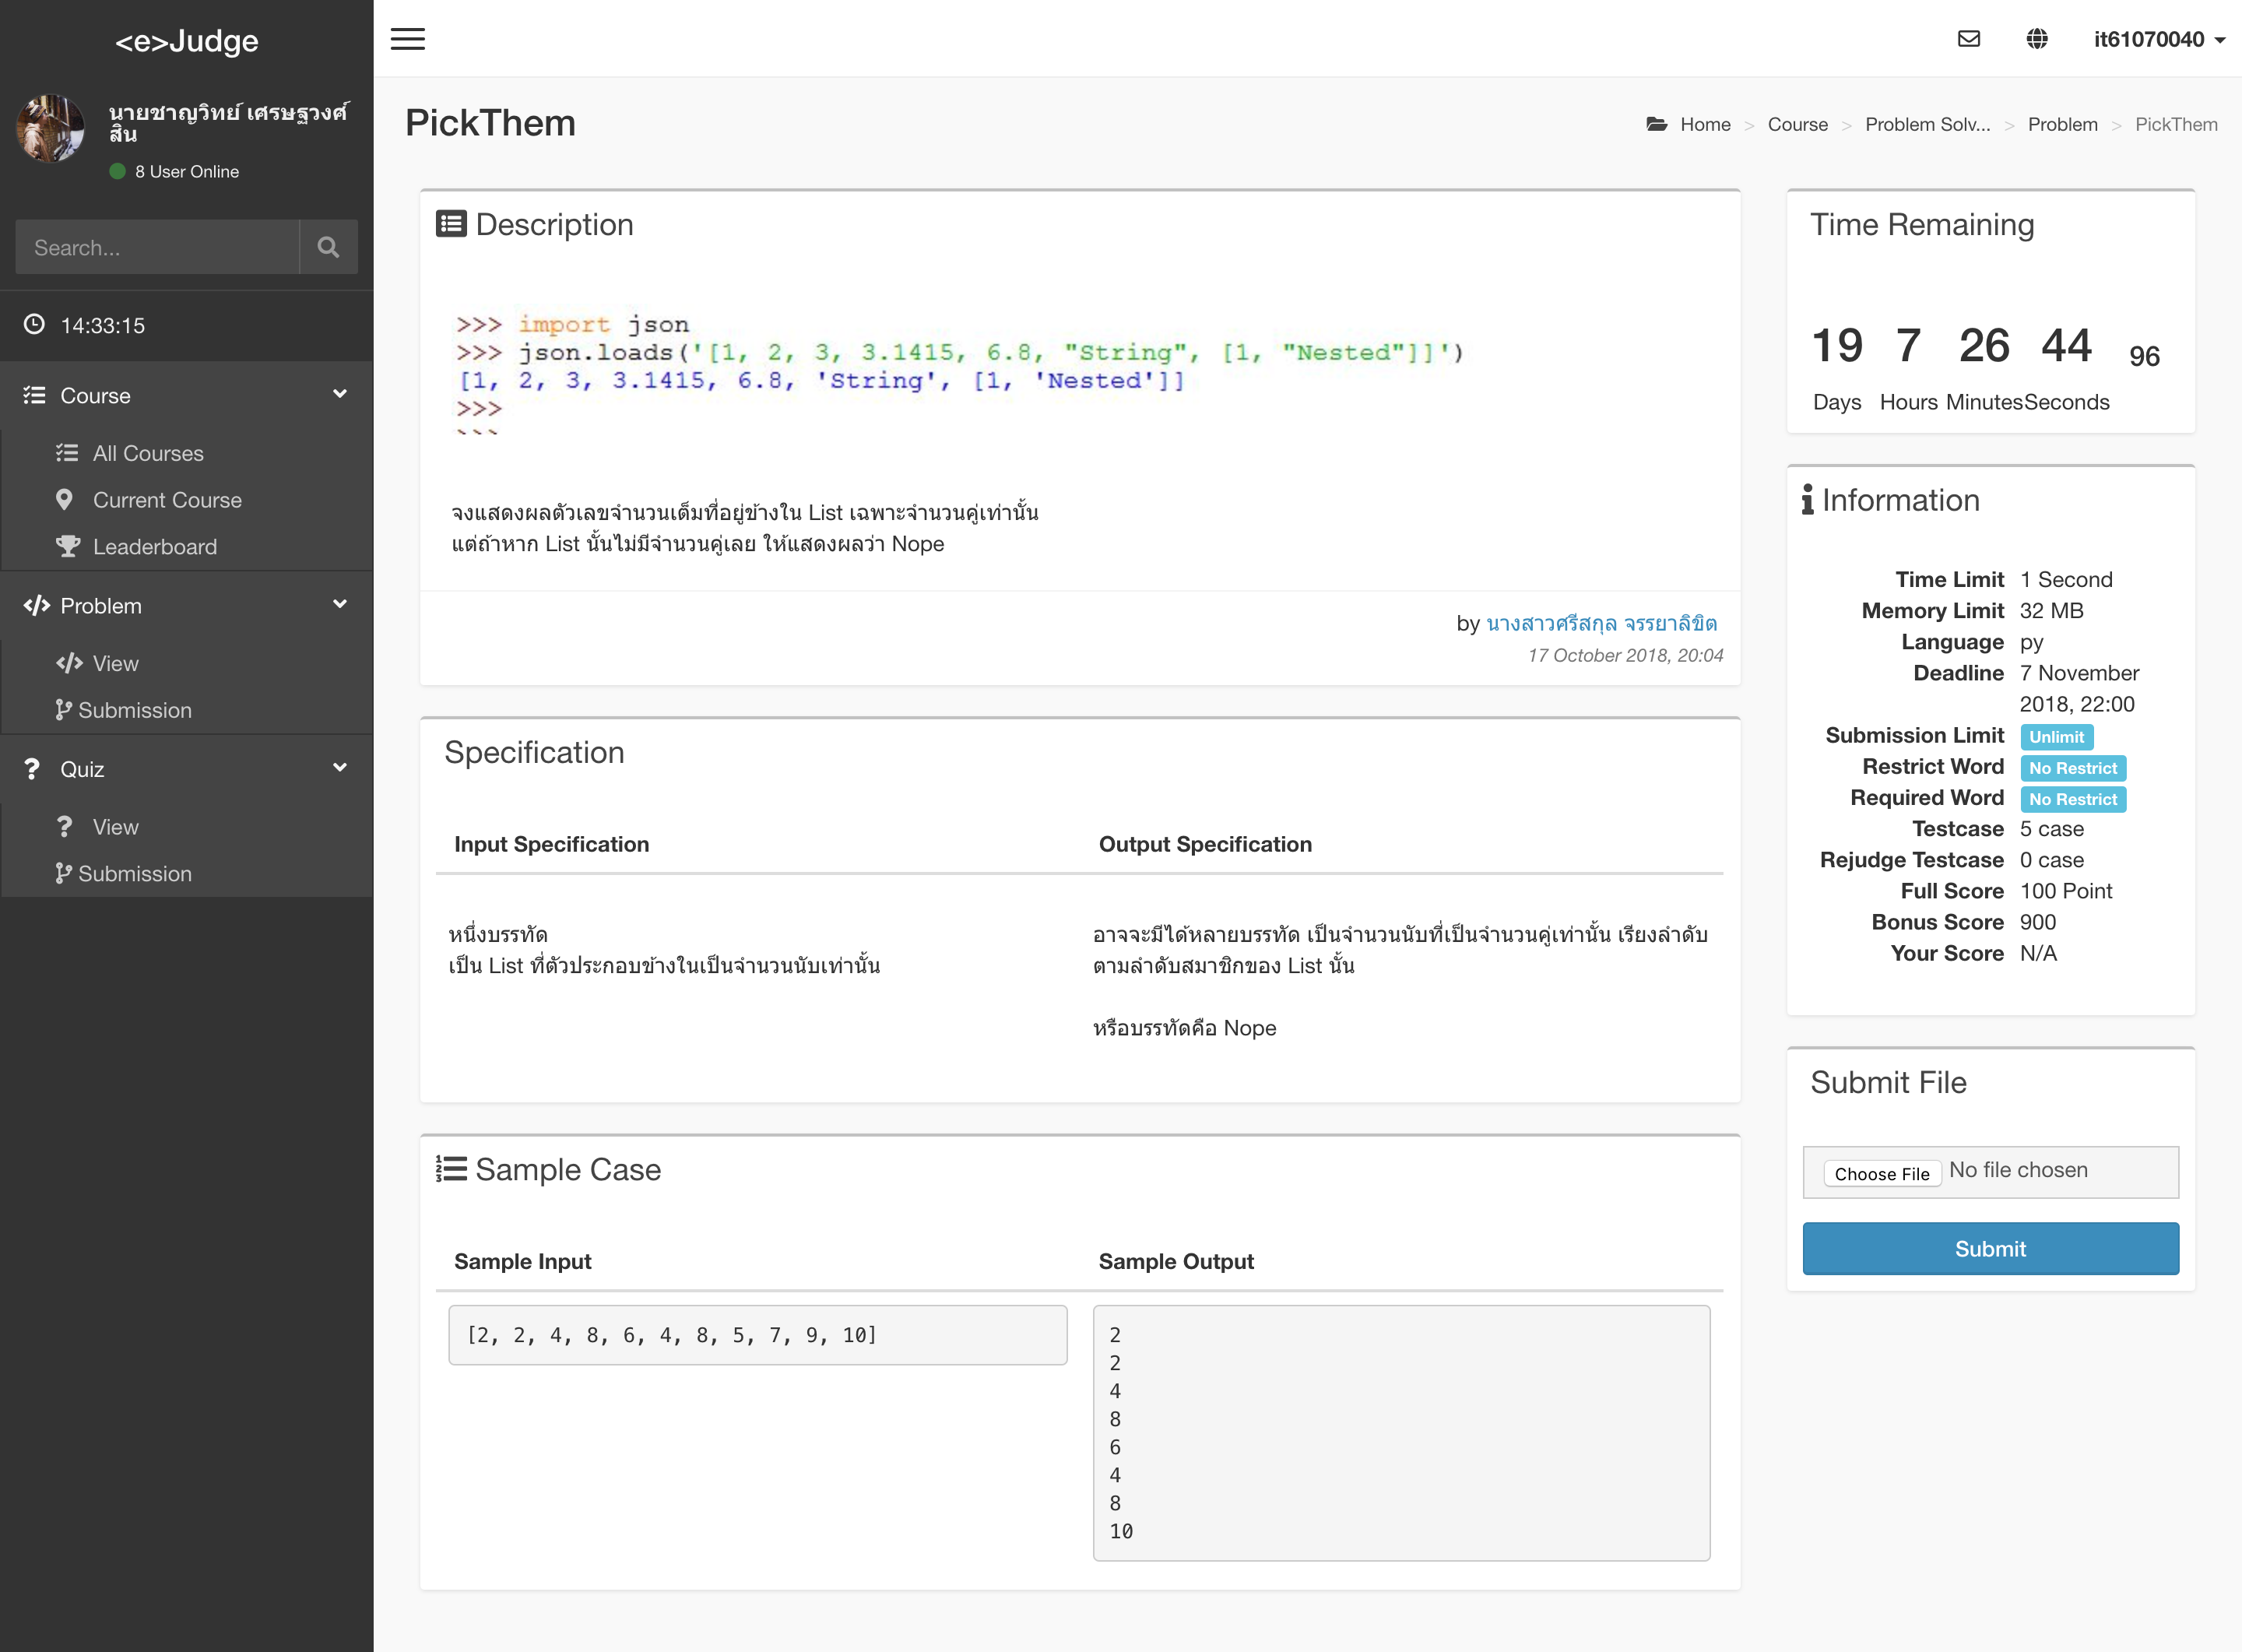 <e>Judge
นายชาญวิทย์ เศรษฐวงศ์
สิน
8 User Online
Search...
14:33:15
Course
All Courses
Current Course
Leaderboard
Problem
View
Submission
Quiz
View
Submission
it61070040
PickThem
Home > Course > Problem Solv... > Problem > PickThem
Description
>>> import json
>>> json.loads('[1, 2, 3, 3.1415, 6.8, "String", [1, "Nested"]]')
[1, 2, 3, 3.1415, 6.8, 'String', [1, 'Nested']]
>>>
จงแสดงผลตัวเลขจำนวนเต็มที่อยู่ข้างใน List เฉพาะจำนวนคู่เท่านั้น
แต่ถ้าหาก List นั้นไม่มีจำนวนคู่เลย ให้แสดงผลว่า Nope
by นางสาวศรีสกุล จรรยาลิขิต
17 October 2018, 20:04
Specification
Input Specification
Output Specification
หนึ่งบรรทัด
เป็น List ที่ตัวประกอบข้างในเป็นจำนวนนับเท่านั้น
อาจจะมีได้หลายบรรทัด เป็นจำนวนนับที่เป็นจำนวนคู่เท่านั้น เรียงลำดับ
ตามลำดับสมาชิกของ List นั้น
หรือบรรทัดคือ Nope
Sample Case
Sample Input
Sample Output
[2, 2, 4, 8, 6, 4, 8, 5, 7, 9, 10]
2
2
4
8
6
4
8
10
Time Remaining
19 7 26 44 96
Days Hours Minutes Seconds
Information
Time Limit 1 Second
Memory Limit 32 MB
Language py
Deadline 7 November
2018, 22:00
Submission Limit Unlimit
Restrict Word No Restrict
Required Word No Restrict
Testcase 5 case
Rejudge Testcase 0 case
Full Score 100 Point
Bonus Score 900
Your Score N/A
Submit File
Choose File No file chosen
Submit